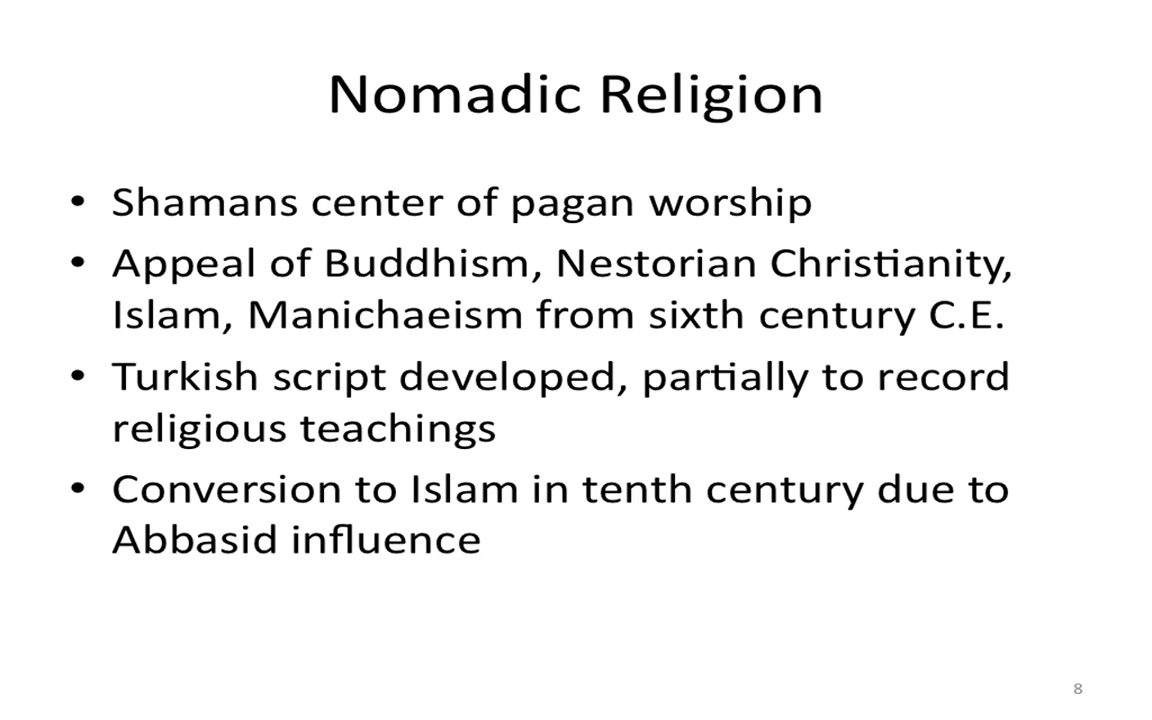 Nomadic Religion
• Shamans center of pagan worship
• Appeal of Buddhism, Nestorian Christianity,
Islam, Manichaeism from sixth century C.E.
• Turkish script developed, partially to record
religious teachings
• Conversion to Islam in tenth century due to
Abbasid influence
8